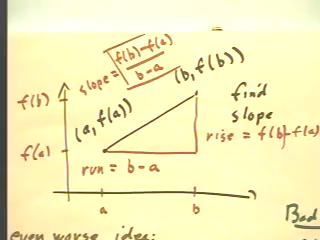 slope = f(b)-f(a)
b-a
(b, f(b))
f(b)
(a, f(a))
find
slope
rise = f(b)-f(a)
f(a)
run = b-a
a
b
Bad
even worse idea: